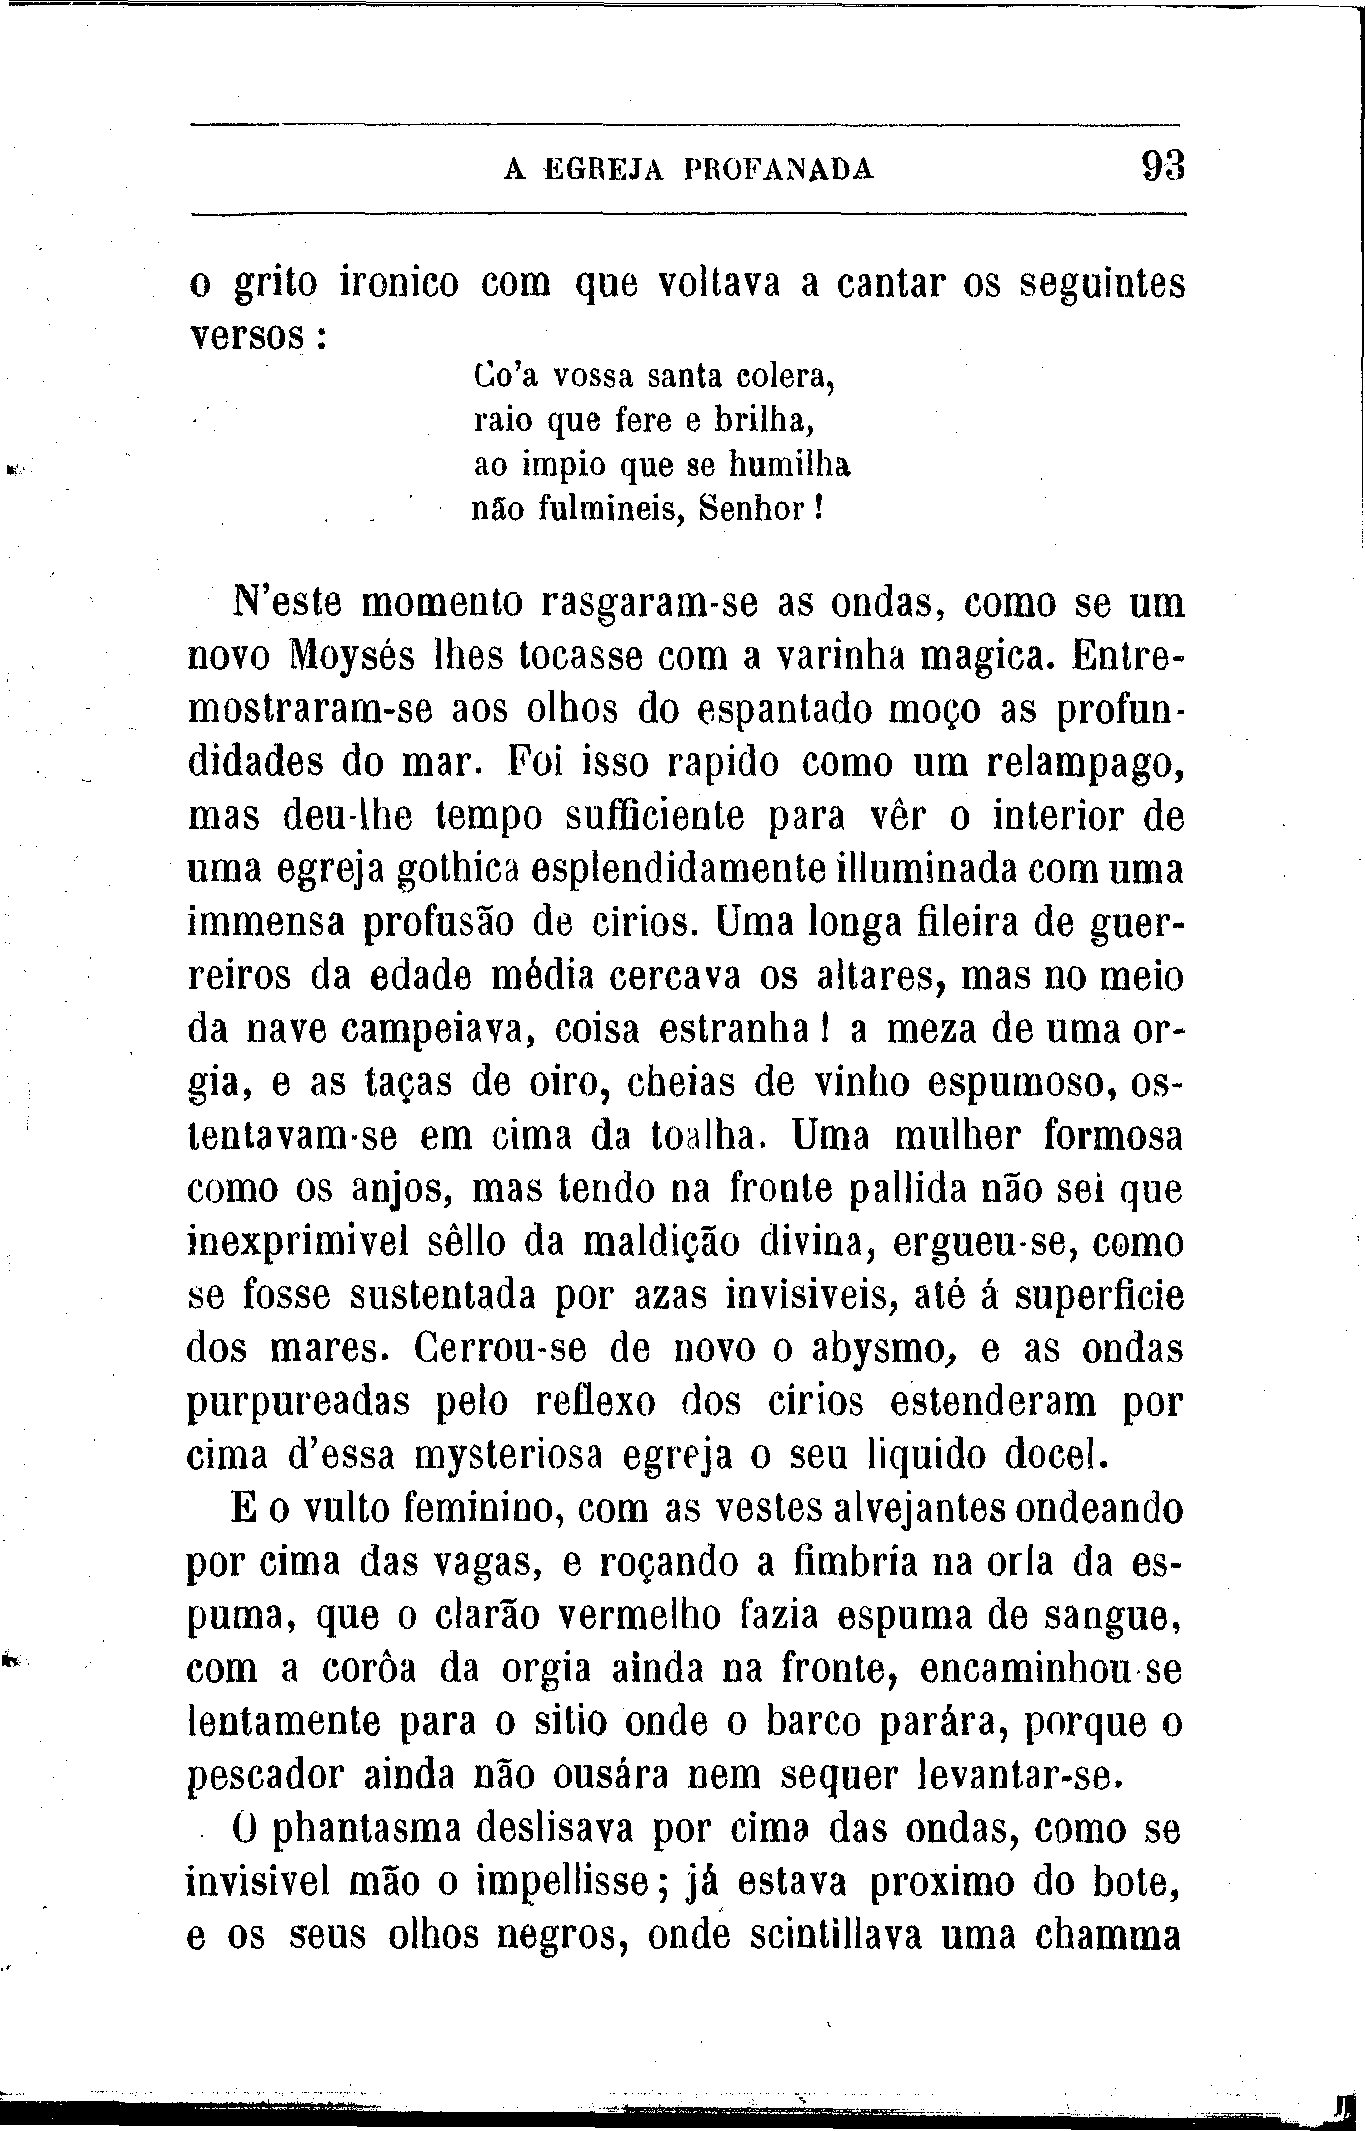 A EGREJA PROFANADA 93
o grito ironico com que voltava a cantar os seguintes
versos :
Co'a vossa santa colera,
raio que fere e brilha,
ao impio que se humilha
não fulmineis, Senhor !
N'este momento rasgaram-se as ondas, como se um
novo Moysés lhes tocasse com a varinha magica. Entre-
mostraram-se aos olhos do espantado moço as profun-
didades do mar. Foi isso rapido como um relampago,
mas deu-lhe tempo sufficiente para vêr o interior de
uma egreja gothica esplendidamente illuminada com uma
immensa profusão de cirios. Uma longa fileira de guer-
reiros da edade média cercava os altares, mas no meio
da nave campeiava, coisa estranha ! a meza de uma or-
gia, e as taças de oiro, cheias de vinho espumoso, os-
tentavam-se em cima da toalha. Uma mulher formosa
como os anjos, mas tendo na fronte pallida não sei que
inexprimivel sêllo da maldição divina, ergueu-se, como
se fosse sustentada por azas invisiveis, até á superficie
dos mares. Cerrou-se de novo o abysmo, e as ondas
purpureadas pelo reflexo dos cirios estenderam por
cima d'essa mysteriosa egreja o seu liquido docel.
E o vulto feminino, com as vestes alvejantes ondeando
por cima das vagas, e roçando a fimbria na orla da es-
puma, que o clarão vermelho fazia espuma de sangue,
com a corôa da orgia ainda na fronte, encaminhou-se
lentamente para o sitio onde o barco parára, porque o
pescador ainda não ousára nem sequer levantar-se.
O phantasma deslisava por cima das ondas, como se
invisivel mão o impellisse ; já estava proximo do bote,
e os seus olhos negros, onde scintillava uma chamma